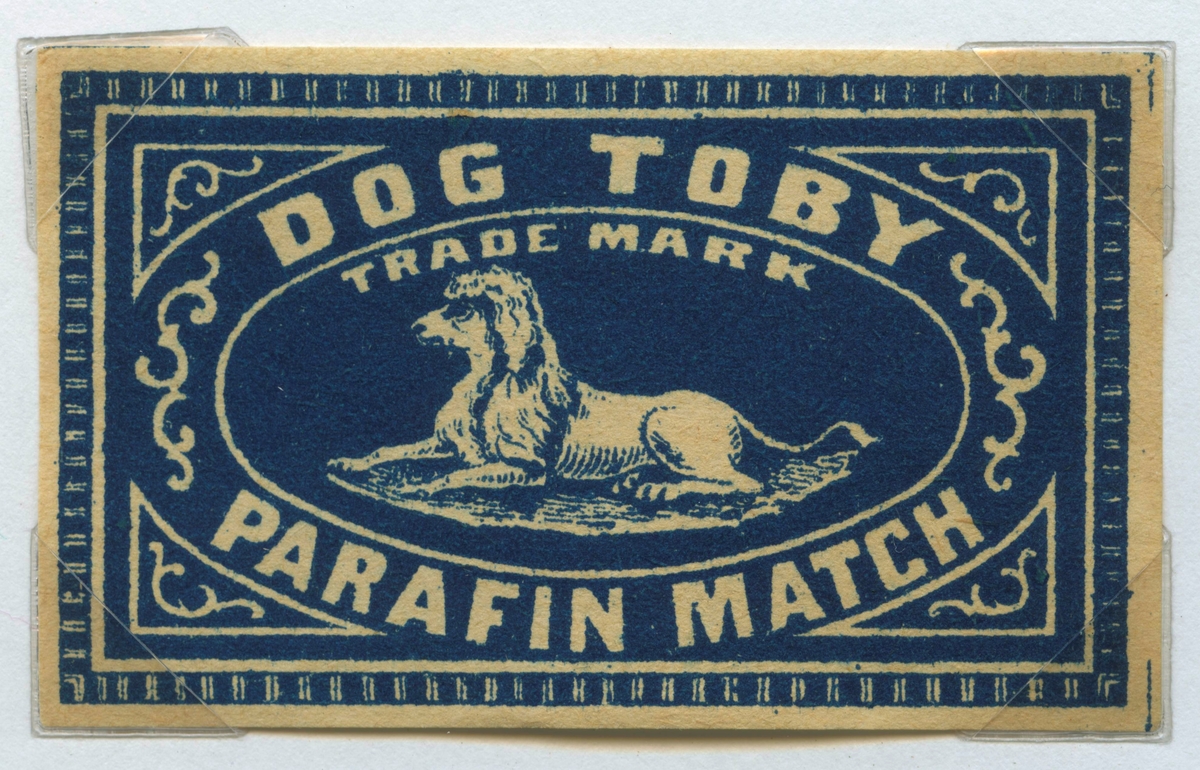 DOG TOBY
TRADE MARK
PARAFIN MATCH